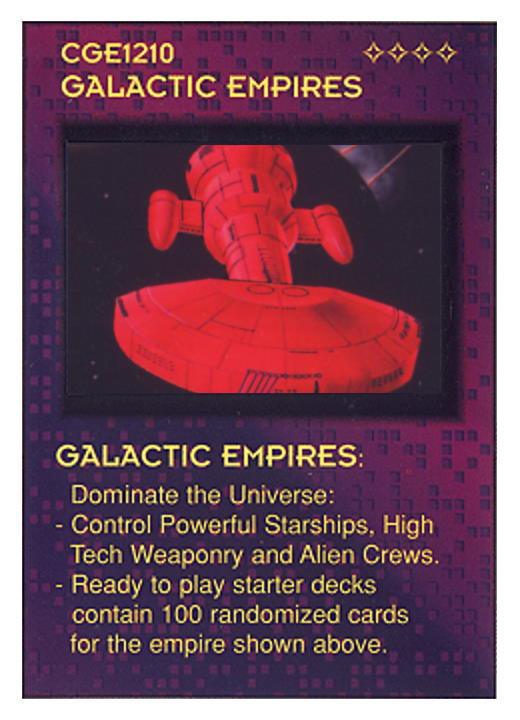 CGE1210 ✧✧✧✧
GALACTIC EMPIRES
GALACTIC EMPIRES:
Dominate the Universe:
- Control Powerful Starships, High
Tech Weaponry and Alien Crews.
- Ready to play starter decks
contain 100 randomized cards
for the empire shown above.